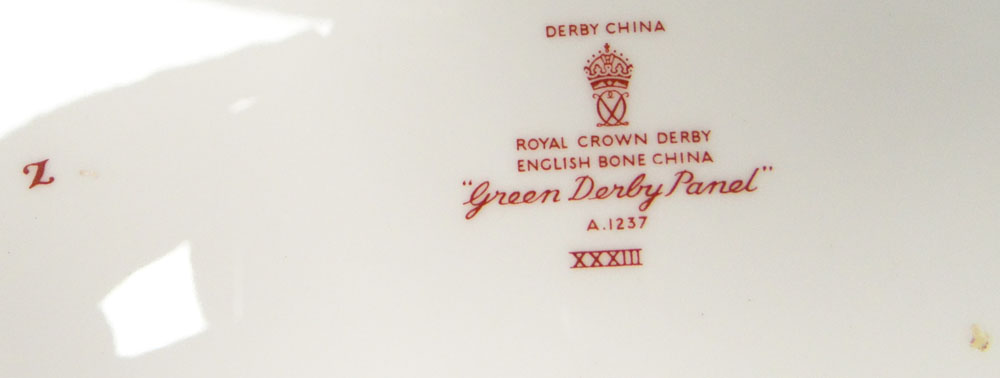 DERBY CHINA
ROYAL CROWN DERBY
ENGLISH BONE CHINA
"Green Derby Panel"
A.1237
XXXIII
Z